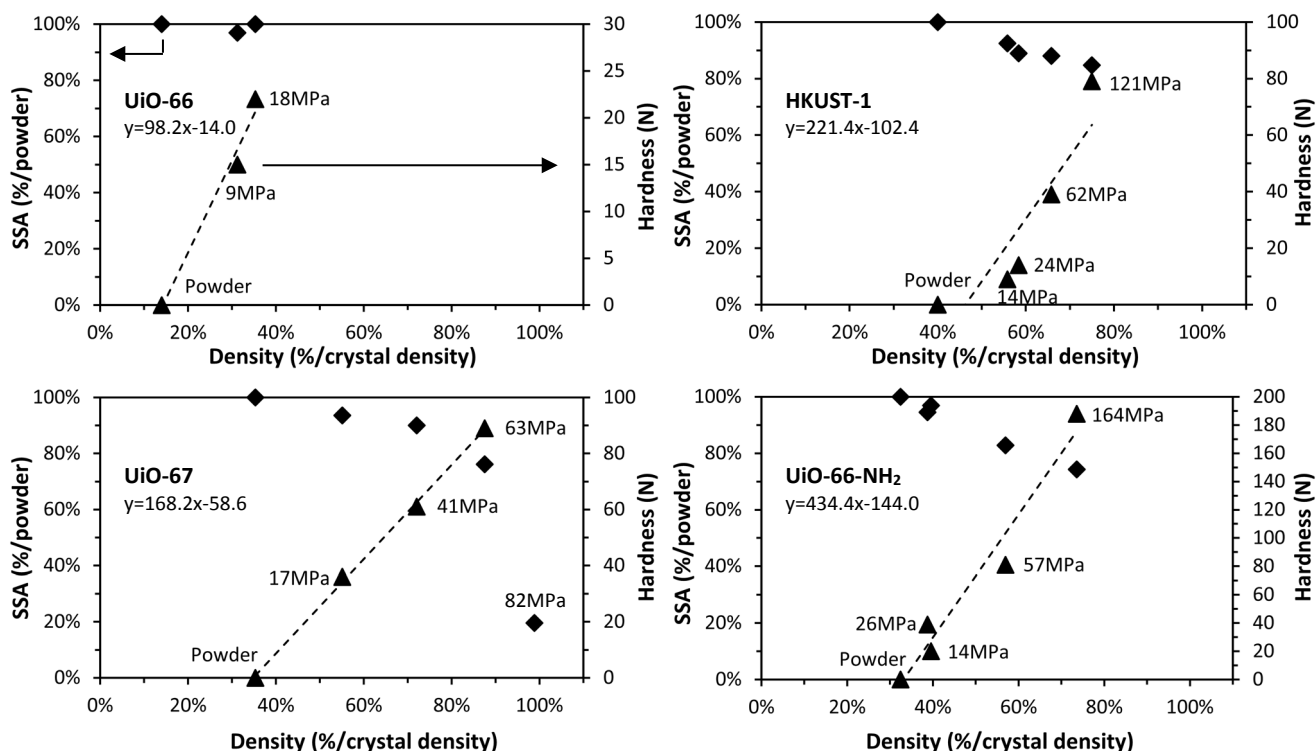 100%
80%
60%
40%
20%
0%
SSA (%/powder)
30
25
20
15
10
5
0
Hardness (N)
UiO-66
y=98.2x-14.0
18MPa
9MPa
Powder
0%
20%
40%
60%
80%
100%
Density (%/crystal density)
100%
80%
60%
40%
20%
0%
SSA (%/powder)
100
80
60
40
20
0
Hardness (N)
HKUST-1
y=221.4x-102.4
121MPa
62MPa
24MPa
14MPa
Powder
0%
20%
40%
60%
80%
100%
Density (%/crystal density)
100%
80%
60%
40%
20%
0%
SSA (%/powder)
100
80
60
40
20
0
Hardness (N)
UiO-67
y=168.2x-58.6
63MPa
41MPa
17MPa
82MPa
Powder
0%
20%
40%
60%
80%
100%
Density (%/crystal density)
100%
80%
60%
40%
20%
0%
SSA (%/powder)
200
180
160
140
120
100
80
60
40
20
0
Hardness (N)
UiO-66-NH₂
y=434.4x-144.0
164MPa
57MPa
26MPa
14MPa
Powder
0%
20%
40%
60%
80%
100%
Density (%/crystal density)